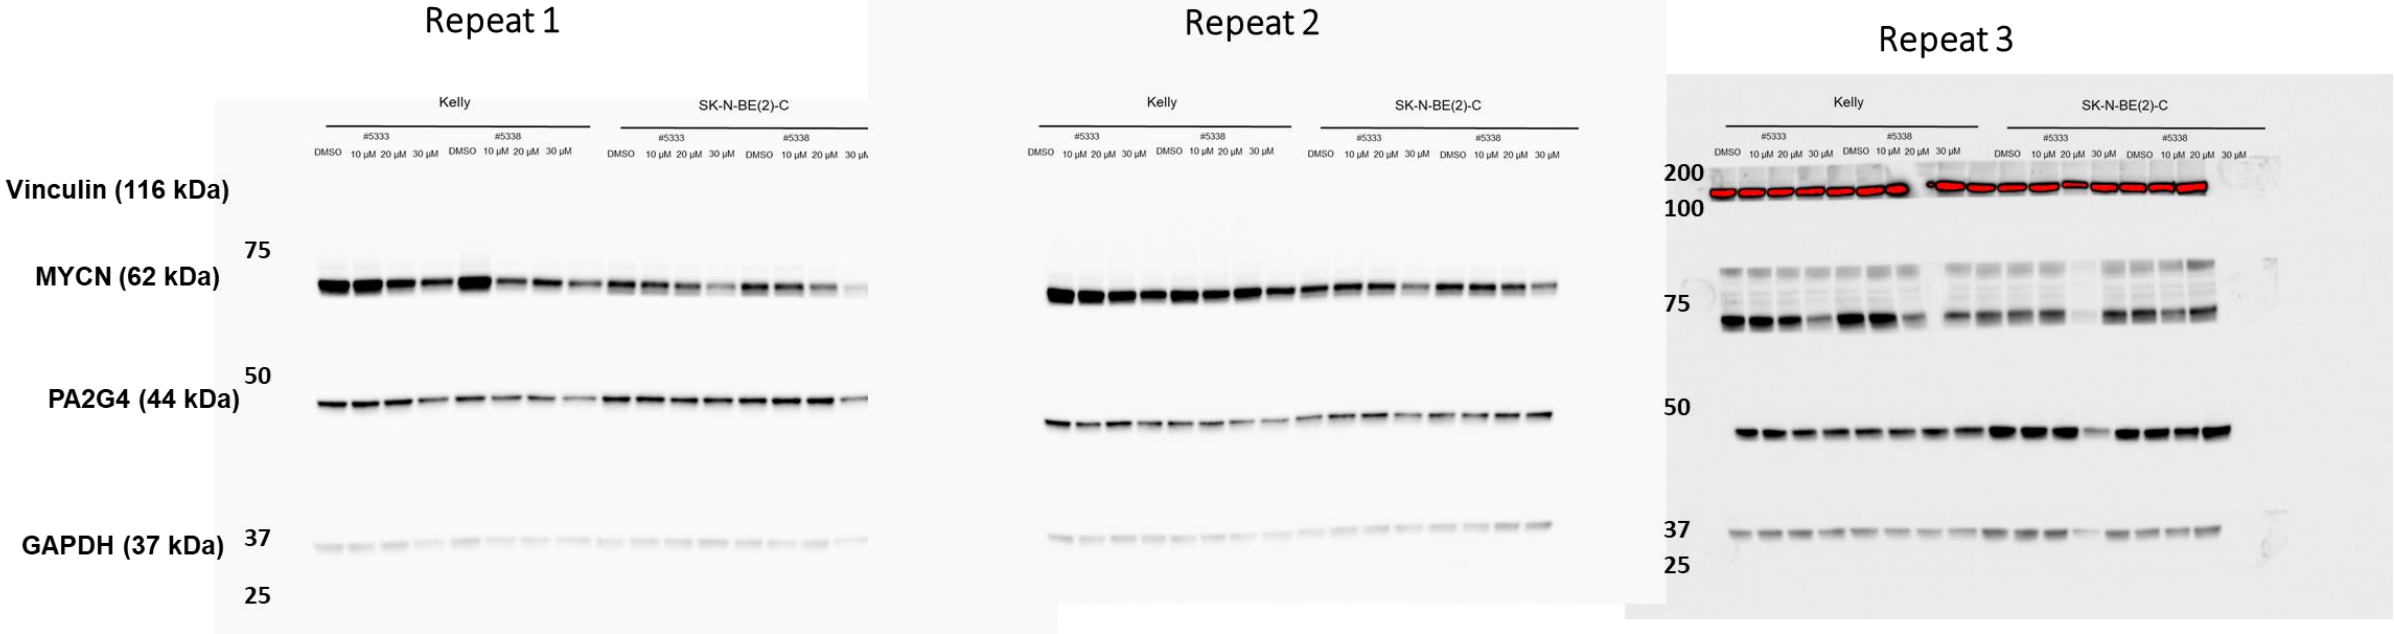 Repeat 1
Repeat 2
Repeat 3
Kelly SK-N-BE(2)-C
#5333 #5338 #5333 #5338
DMSO 10 µM 20 µM 30 µM DMSO 10 µM 20 µM 30 µM DMSO 10 µM 20 µM 30 µM DMSO 10 µM 20 µM 30 µM
Kelly SK-N-BE(2)-C
#5333 #5338 #5333 #5338
DMSO 10 µM 20 µM 30 µM DMSO 10 µM 20 µM 30 µM DMSO 10 µM 20 µM 30 µM DMSO 10 µM 20 µM 30 µM
Kelly SK-N-BE(2)-C
#5333 #5338 #5333 #5338
DMSO 10 µM 20 µM 30 µM DMSO 10 µM 20 µM 30 µM DMSO 10 µM 20 µM 30 µM DMSO 10 µM 20 µM 30 µM
Vinculin (116 kDa)
75
MYCN (62 kDa)
50
PA2G4 (44 kDa)
37
GAPDH (37 kDa)
25
200
100
75
50
37
25